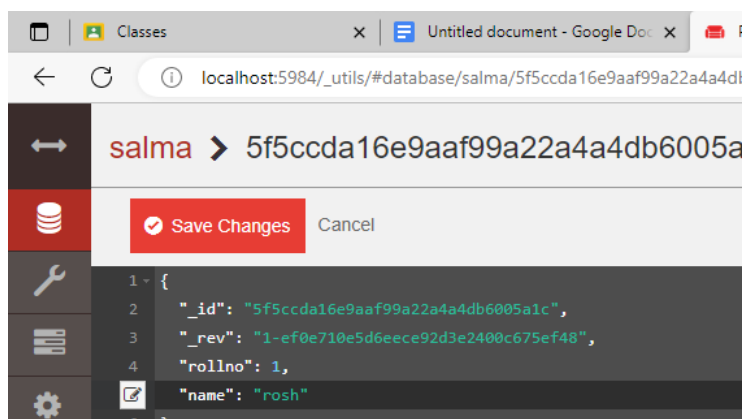 Classes
Untitled document - Google Doc
localhost:5984/_utils/#database/salma/5f5ccda16e9aaf99a22a4a4db
salma > 5f5ccda16e9aaf99a22a4a4db6005a
Save Changes Cancel
1 {
2 "_id": "5f5ccda16e9aaf99a22a4a4db6005a1c",
3 "_rev": "1-ef0e710e5d6eece92d3e2400c675ef48",
4 "rollno": 1,
"name": "rosh"